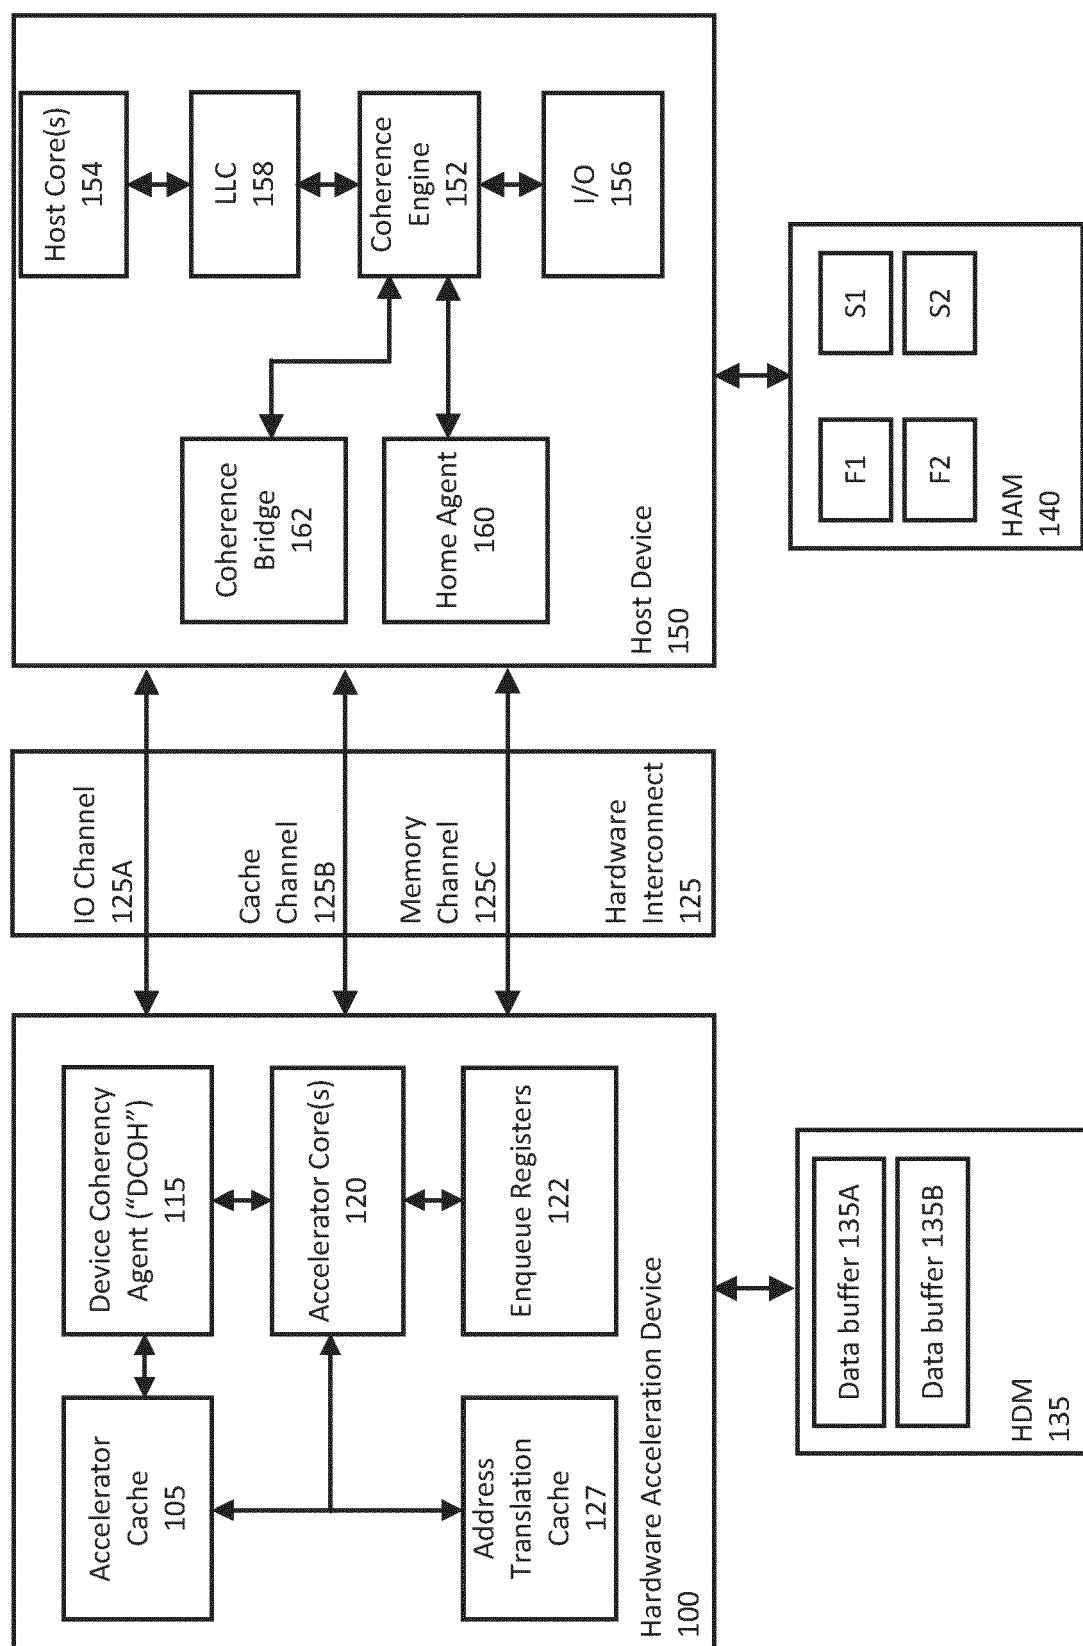 Accelerator
Cache
105
Device Coherency
Agent (“DCOH”)
115
Accelerator Core(s)
120
Address
Translation
Cache
127
Enqueue Registers
122
Hardware Acceleration Device
100
HDM
135
Data buffer 135A
Data buffer 135B
IO Channel
125A
Cache
Channel
125B
Memory
Channel
125C
Hardware
Interconnect
125
Host Core(s)
154
LLC
158
Coherence
Engine
152
I/O
156
Coherence
Bridge
162
Home Agent
160
Host Device
150
F1
S1
F2
S2
HAM
140